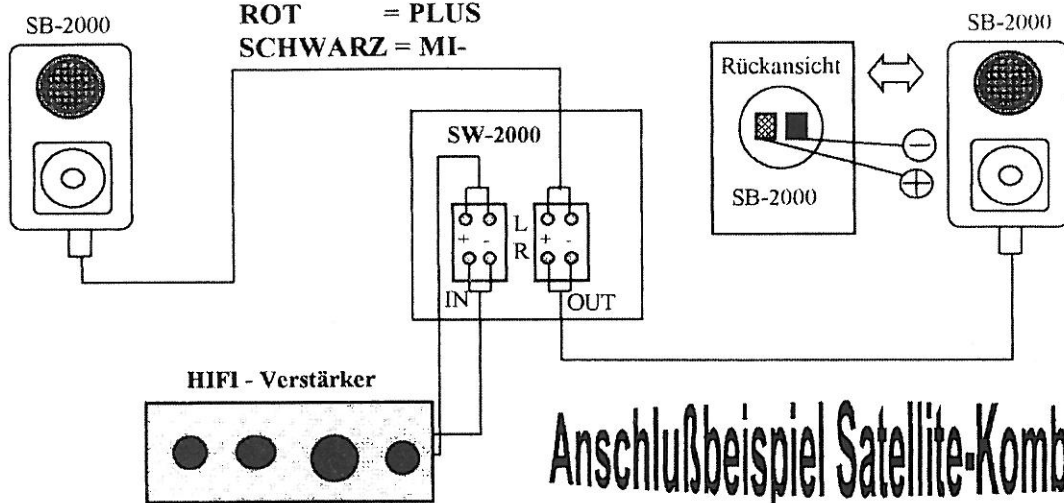 SB-2000
ROT = PLUS
SCHWARZ = MI-
SB-2000
Rückansicht
SW-2000
SB-2000
L
+ - + -
R
IN OUT
HIFI - Verstärker
Anschlußbeispiel Satellite-Komb